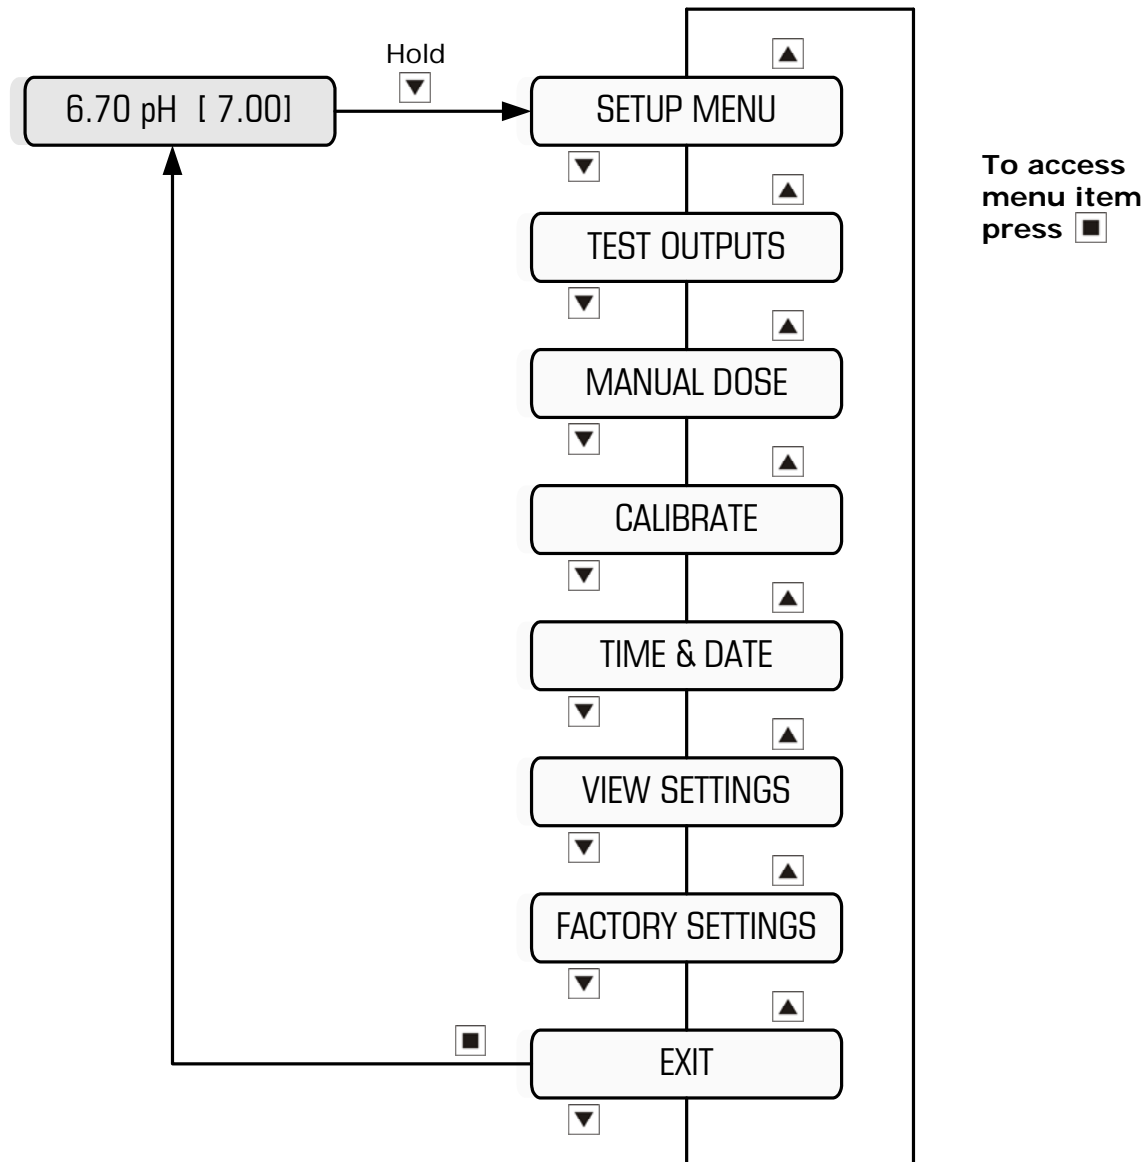 Hold
6.70 pH [ 7.00]
SETUP MENU
To access
menu item
press
TEST OUTPUTS
MANUAL DOSE
CALIBRATE
TIME & DATE
VIEW SETTINGS
FACTORY SETTINGS
EXIT